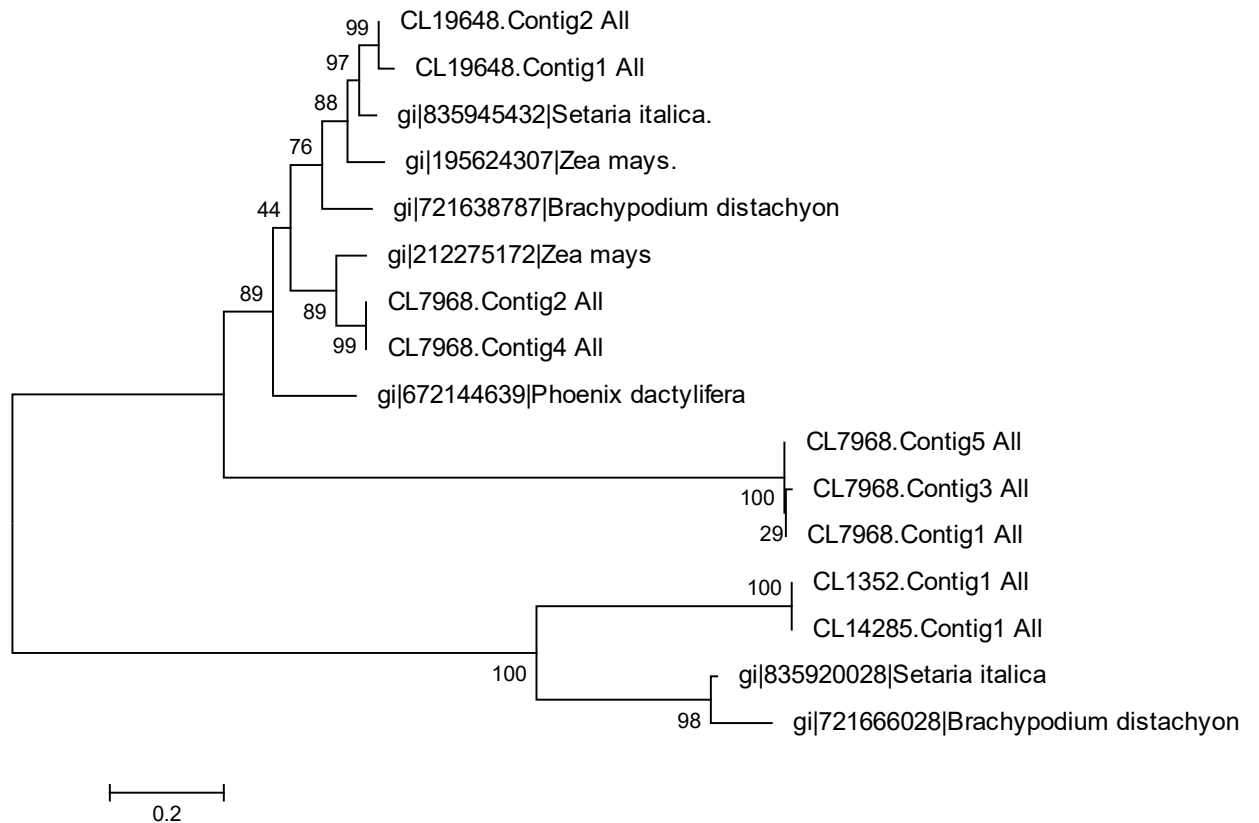 99
CL19648.Contig2 All
97
CL19648.Contig1 All
88
gi|835945432|Setaria italica.
76
gi|195624307|Zea mays.
44
gi|721638787|Brachypodium distachyon
gi|212275172|Zea mays
89
CL7968.Contig2 All
89
99
CL7968.Contig4 All
gi|672144639|Phoenix dactylifera
CL7968.Contig5 All
100
CL7968.Contig3 All
29
CL7968.Contig1 All
100
CL1352.Contig1 All
CL14285.Contig1 All
100
gi|835920028|Setaria italica
98
gi|721666028|Brachypodium distachyon
0.2